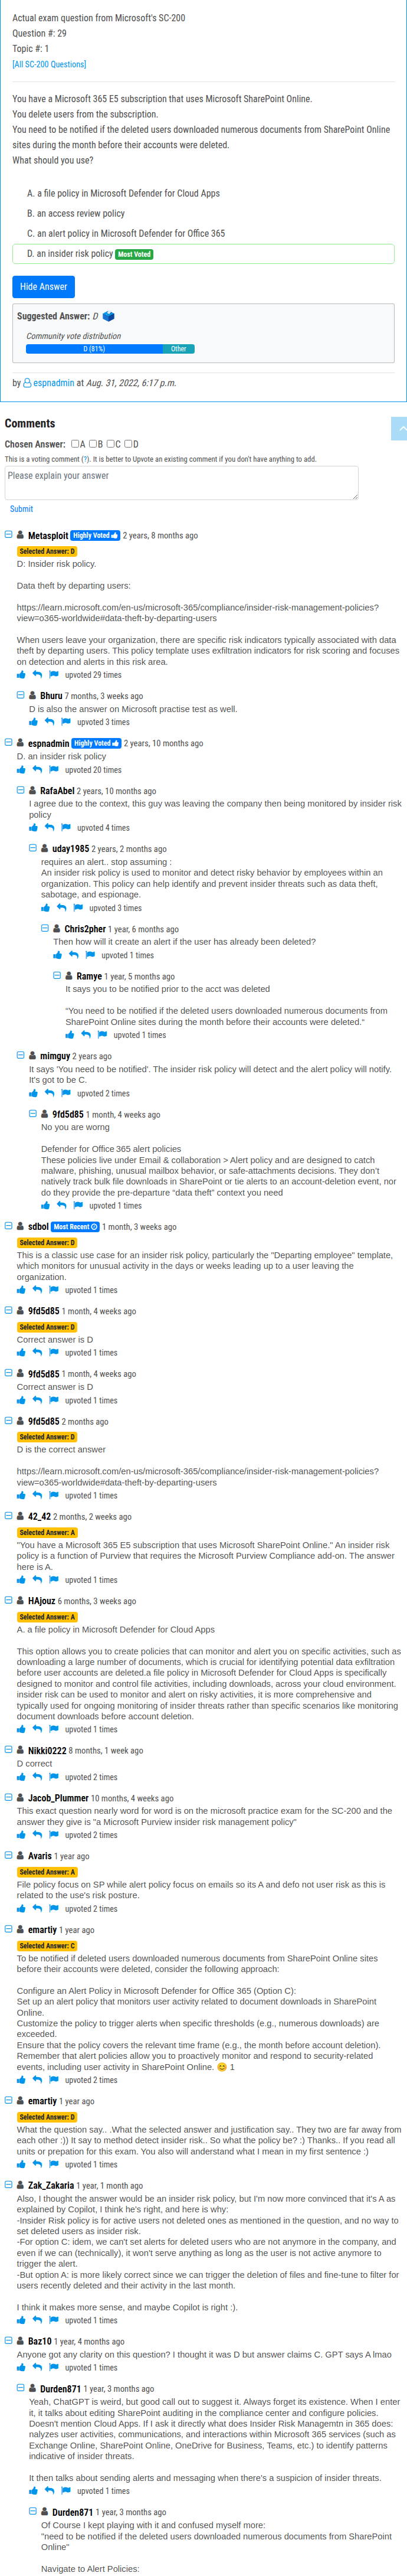 Actual exam question from Microsoft's SC-200
Question #: 29
Topic #: 1
[All SC-200 Questions]
You have a Microsoft 365 E5 subscription that uses Microsoft SharePoint Online.
You delete users from the subscription.
You need to be notified if the deleted users downloaded numerous documents from SharePoint Online
sites during the month before their accounts were deleted.
What should you use?
A. a file policy in Microsoft Defender for Cloud Apps
B. an access review policy
C. an alert policy in Microsoft Defender for Office 365
D. an insider risk policy Most Voted
Hide Answer
Suggested Answer: D
Community vote distribution
D (81%) Other
by espnadmin at Aug. 31, 2022, 6:17 p.m.
Comments
Chosen Answer: A B C D
This is a voting comment (?). It is better to Upvote an existing comment if you don't have anything to add.
Please explain your answer
Submit
Metasploit Highly Voted 2 years, 8 months ago
Selected Answer: D
D: Insider risk policy.
Data theft by departing users:
https://learn.microsoft.com/en-us/microsoft-365/compliance/insider-risk-management-policies?
view=o365-worldwide#data-theft-by-departing-users
When users leave your organization, there are specific risk indicators typically associated with data
theft by departing users. This policy template uses exfiltration indicators for risk scoring and focuses
on detection and alerts in this risk area.
upvoted 29 times
Bhuru 7 months, 3 weeks ago
D is also the answer on Microsoft practise test as well.
upvoted 3 times
espnadmin Highly Voted 2 years, 10 months ago
D. an insider risk policy
upvoted 20 times
RafaAbel 2 years, 10 months ago
I agree due to the context, this guy was leaving the company then being monitored by insider risk
policy
upvoted 4 times
uday1985 2 years, 2 months ago
requires an alert.. stop assuming :
An insider risk policy is used to monitor and detect risky behavior by employees within an
organization. This policy can help identify and prevent insider threats such as data theft,
sabotage, and espionage.
upvoted 3 times
Chris2pher 1 year, 6 months ago
Then how will it create an alert if the user has already been deleted?
upvoted 1 times
Ramye 1 year, 5 months ago
It says you to be notified prior to the acct was deleted
"You need to be notified if the deleted users downloaded numerous documents from
SharePoint Online sites during the month before their accounts were deleted."
upvoted 1 times
mimguy 2 years ago
It says 'You need to be notified'. The insider risk policy will detect and the alert policy will notify.
It's got to be C.
upvoted 2 times
9fd5d85 1 month, 4 weeks ago
No you are worng
Defender for Office 365 alert policies
These policies live under Email & collaboration > Alert policy and are designed to catch
malware, phishing, unusual mailbox behavior, or safe-attachments decisions. They don't
natively track bulk file downloads in SharePoint or tie alerts to an account-deletion event, nor
do they provide the pre-departure "data theft" context you need
upvoted 1 times
sdbol Most Recent 1 month, 3 weeks ago
Selected Answer: D
This is a classic use case for an insider risk policy, particularly the "Departing employee" template,
which monitors for unusual activity in the days or weeks leading up to a user leaving the
organization.
upvoted 1 times
9fd5d85 1 month, 4 weeks ago
Selected Answer: D
Correct answer is D
upvoted 1 times
9fd5d85 1 month, 4 weeks ago
Correct answer is D
upvoted 1 times
9fd5d85 2 months ago
Selected Answer: D
D is the correct answer
https://learn.microsoft.com/en-us/microsoft-365/compliance/insider-risk-management-policies?
view=o365-worldwide#data-theft-by-departing-users
upvoted 1 times
42_42 2 months, 2 weeks ago
Selected Answer: A
"You have a Microsoft 365 E5 subscription that uses Microsoft SharePoint Online." An insider risk
policy is a function of Purview that requires the Microsoft Purview Compliance add-on. The answer
here is A.
upvoted 1 times
HAjouz 6 months, 3 weeks ago
Selected Answer: A
A. a file policy in Microsoft Defender for Cloud Apps
This option allows you to create policies that can monitor and alert you on specific activities, such as
downloading a large number of documents, which is crucial for identifying potential data exfiltration
before user accounts are deleted.a file policy in Microsoft Defender for Cloud Apps is specifically
designed to monitor and control file activities, including downloads, across your cloud environment.
insider risk can be used to monitor and alert on risky activities, it is more comprehensive and
typically used for ongoing monitoring of insider threats rather than specific scenarios like monitoring
document downloads before account deletion.
upvoted 1 times
Nikki0222 8 months, 1 week ago
D correct
upvoted 2 times
Jacob_Plummer 10 months, 4 weeks ago
This exact question nearly word for word is on the microsoft practice exam for the SC-200 and the
answer they give is "a Microsoft Purview insider risk management policy"
upvoted 2 times
Avaris 1 year ago
Selected Answer: A
File policy focus on SP while alert policy focus on emails so its A and defo not user risk as this is
related to the use's risk posture.
upvoted 2 times
emartiy 1 year ago
Selected Answer: C
To be notified if deleted users downloaded numerous documents from SharePoint Online sites
before their accounts were deleted, consider the following approach:
Configure an Alert Policy in Microsoft Defender for Office 365 (Option C):
Set up an alert policy that monitors user activity related to document downloads in SharePoint
Online.
Customize the policy to trigger alerts when specific thresholds (e.g., numerous downloads) are
exceeded.
Ensure that the policy covers the relevant time frame (e.g., the month before account deletion).
Remember that alert policies allow you to proactively monitor and respond to security-related
events, including user activity in SharePoint Online. 😊 1
upvoted 2 times
emartiy 1 year ago
Selected Answer: D
What the question say.. .What the selected answer and justification say.. They two are far away from
each other :)) It say to method detect insider risk.. So what the policy be? :) Thanks.. If you read all
units or prepation for this exam. You also will anderstand what I mean in my first sentence :)
upvoted 1 times
Zak_Zakaria 1 year, 1 month ago
Also, I thought the answer would be an insider risk policy, but I'm now more convinced that it's A as
explained by Copilot, I think he's right, and here is why:
-Insider Risk policy is for active users not deleted ones as mentioned in the question, and no way to
set deleted users as insider risk.
-For option C: idem, we can't set alerts for deleted users who are not anymore in the company, and
even if we can (technically), it won't serve anything as long as the user is not active anymore to
trigger the alert.
-But option A: is more likely correct since we can trigger the deletion of files and fine-tune to filter for
users recently deleted and their activity in the last month.
I think it makes more sense, and maybe Copilot is right :).
upvoted 1 times
Baz10 1 year, 4 months ago
Anyone got any clarity on this question? I thought it was D but answer claims C. GPT says A lmao
upvoted 1 times
Durden871 1 year, 3 months ago
Yeah, ChatGPT is weird, but good call out to suggest it. Always forget its existence. When I enter
it, it talks about editing SharePoint auditing in the compliance center and configure policies.
Doesn't mention Cloud Apps. If I ask it directly what does Insider Risk Managemtn in 365 does:
nalyzes user activities, communications, and interactions within Microsoft 365 services (such as
Exchange Online, SharePoint Online, OneDrive for Business, Teams, etc.) to identify patterns
indicative of insider threats.
It then talks about sending alerts and messaging when there's a suspicion of insider threats.
upvoted 1 times
Durden871 1 year, 3 months ago
Of Course I kept playing with it and confused myself more:
"need to be notified if the deleted users downloaded numerous documents from SharePoint
Online"
Navigate to Alert Policies: